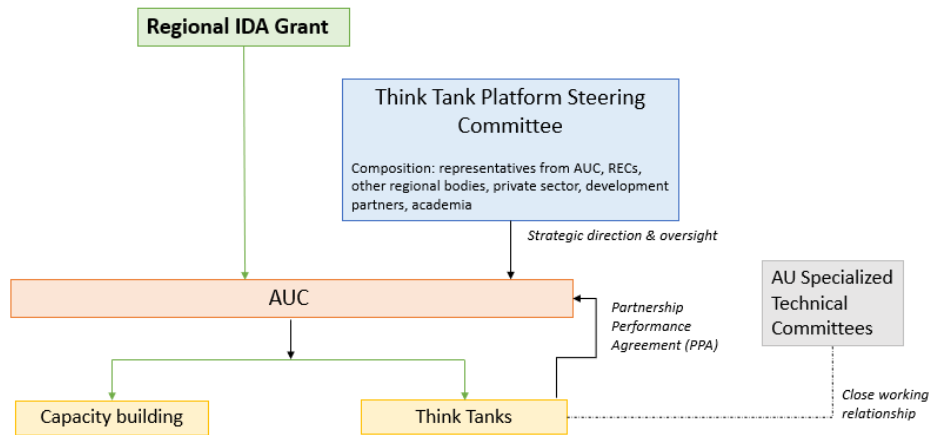 Regional IDA Grant
Think Tank Platform Steering
Committee
Composition: representatives from AUC, RECs,
other regional bodies, private sector, development
partners, academia
Strategic direction & oversight
AU Specialized
Technical
Committees
AUC
Partnership
Performance
Agreement (PPA)
Close working
relationship
Capacity building
Think Tanks